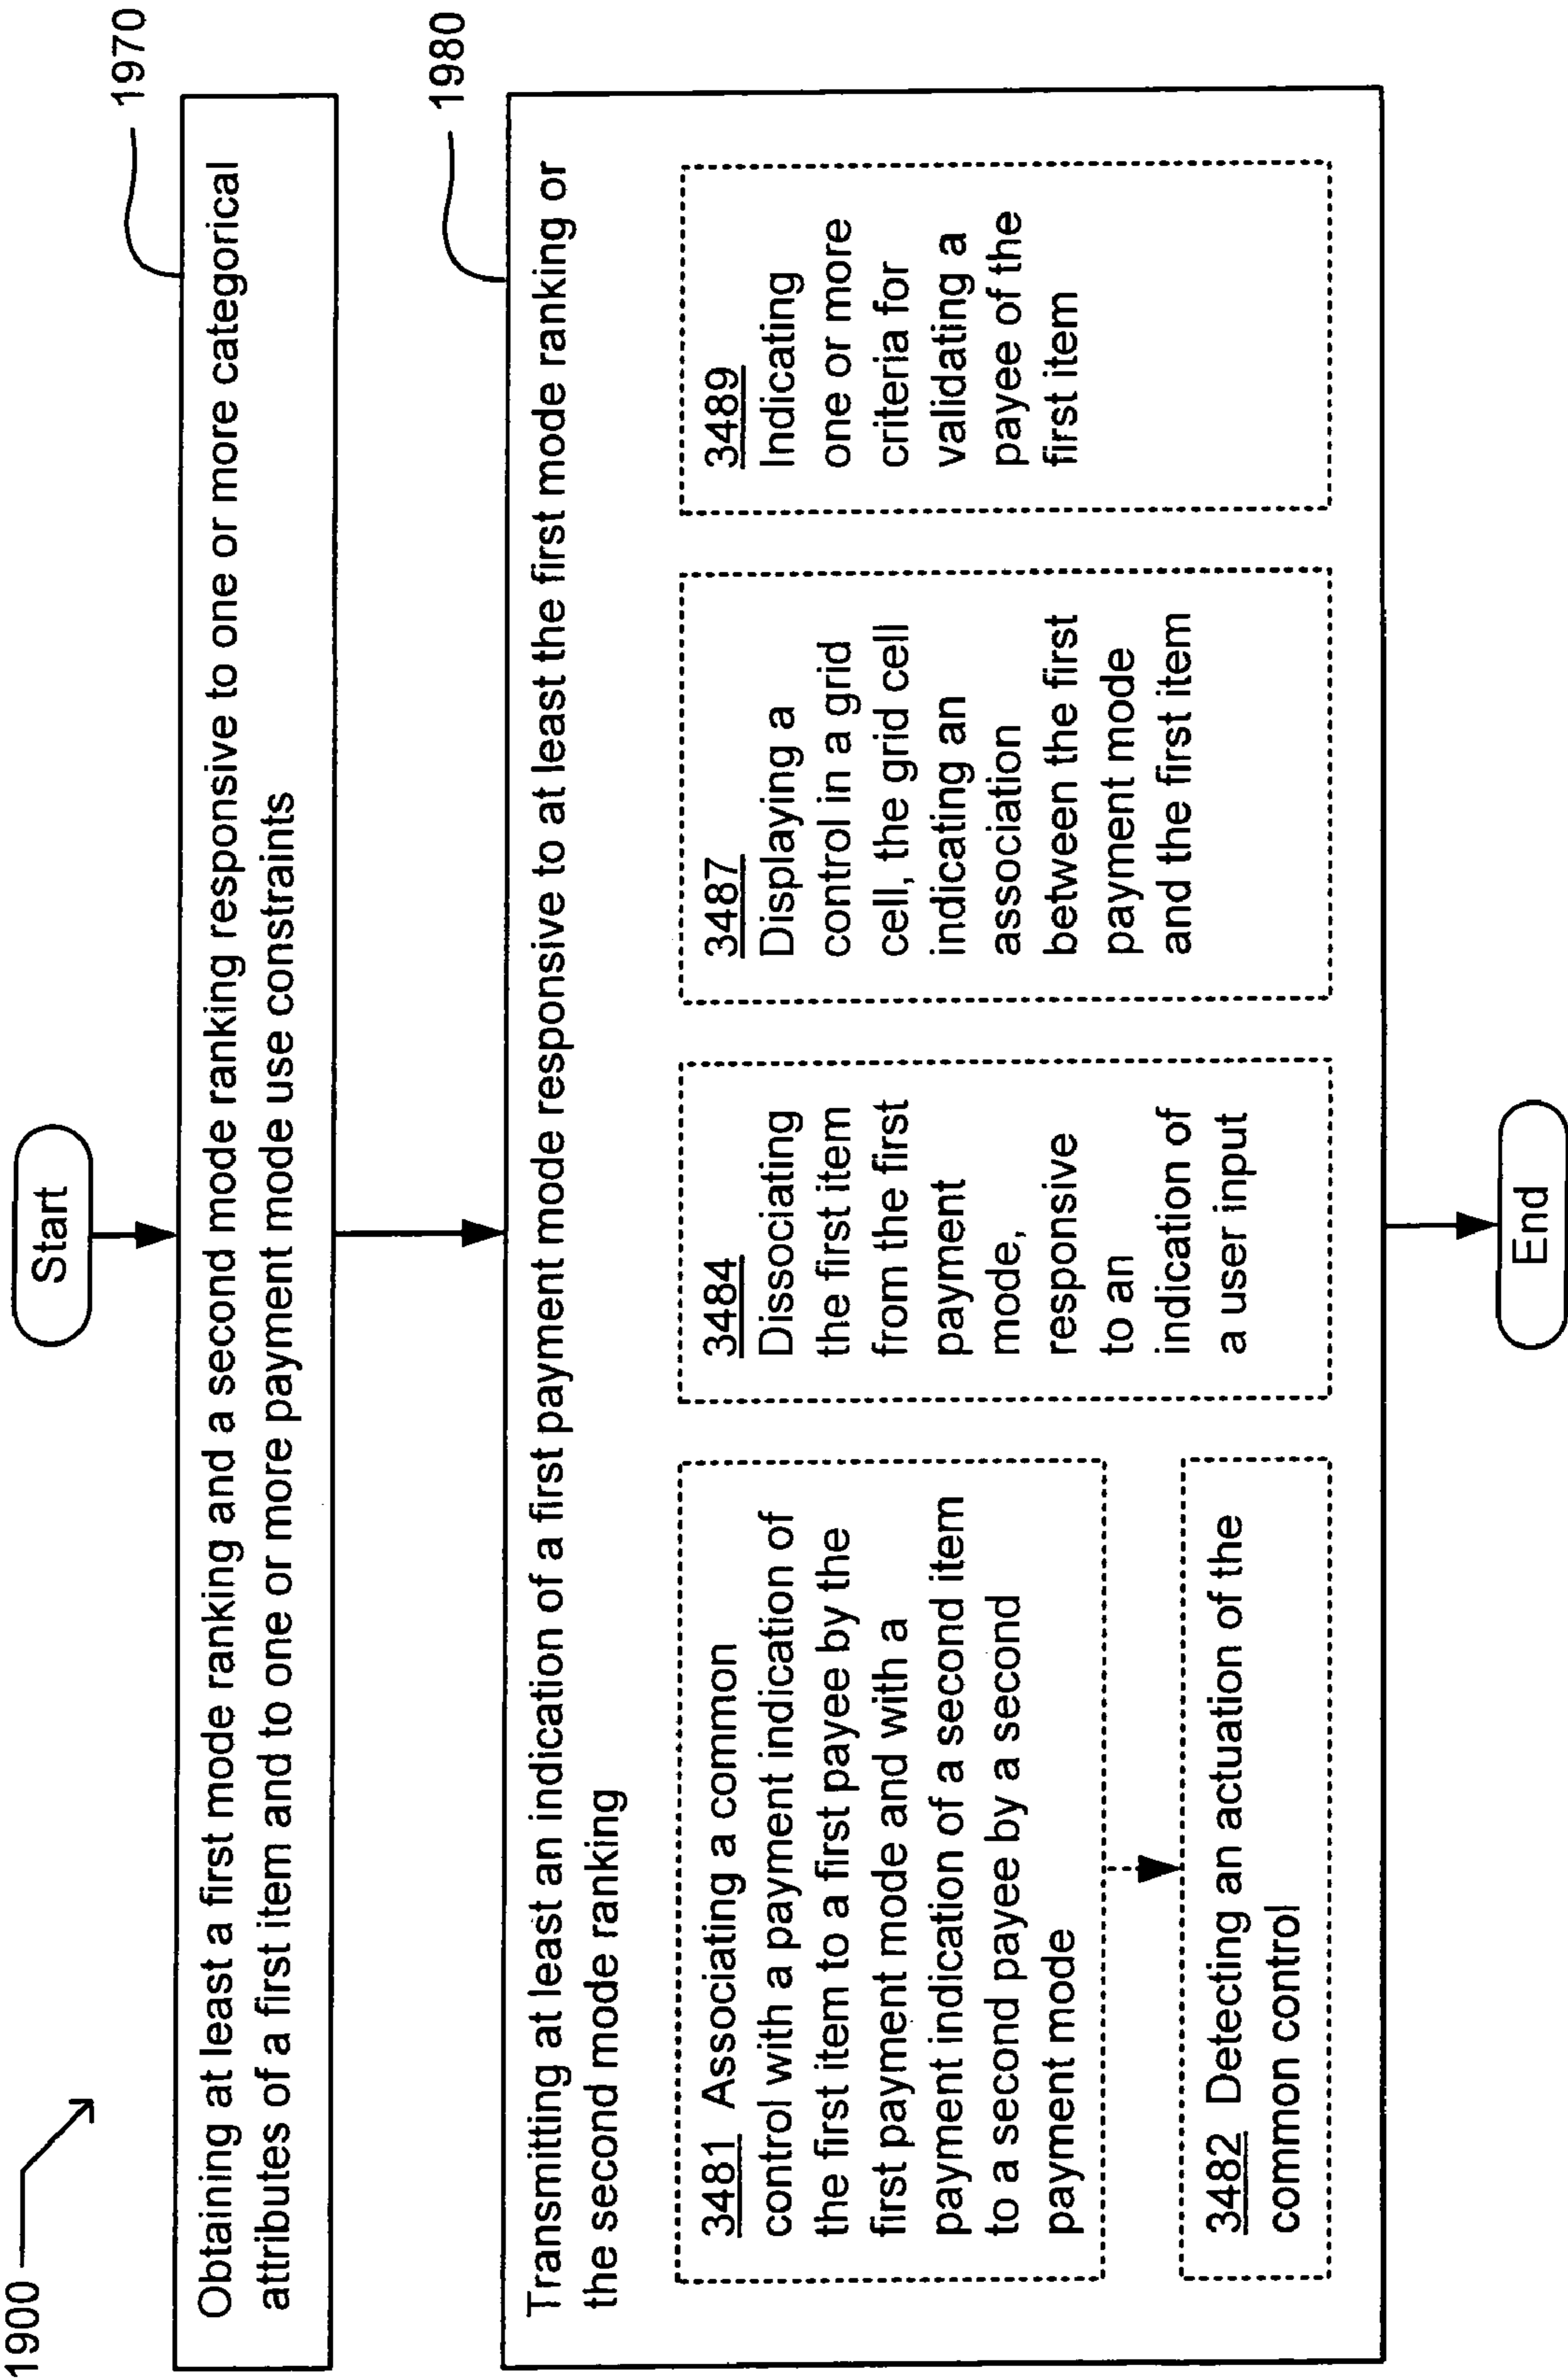 1900
Start
1970
Obtaining at least a first mode ranking and a second mode ranking responsive to one or more categorical
attributes of a first item and to one or more payment mode use constraints
1980
Transmitting at least an indication of a first payment mode responsive to at least the first mode ranking or
the second mode ranking
3481 Associating a common
control with a payment indication of
the first item to a first payee by the
first payment mode and with a
payment indication of a second item
to a second payee by a second
payment mode
3482 Detecting an actuation of the
common control
3484
Dissociating
the first item
from the first
payment
mode,
responsive
to an
indication of
a user input
3487
Displaying a
control in a grid
cell, the grid cell
indicating an
association
between the first
payment mode
and the first item
3489
Indicating
one or more
criteria for
validating a
payee of the
first item
End